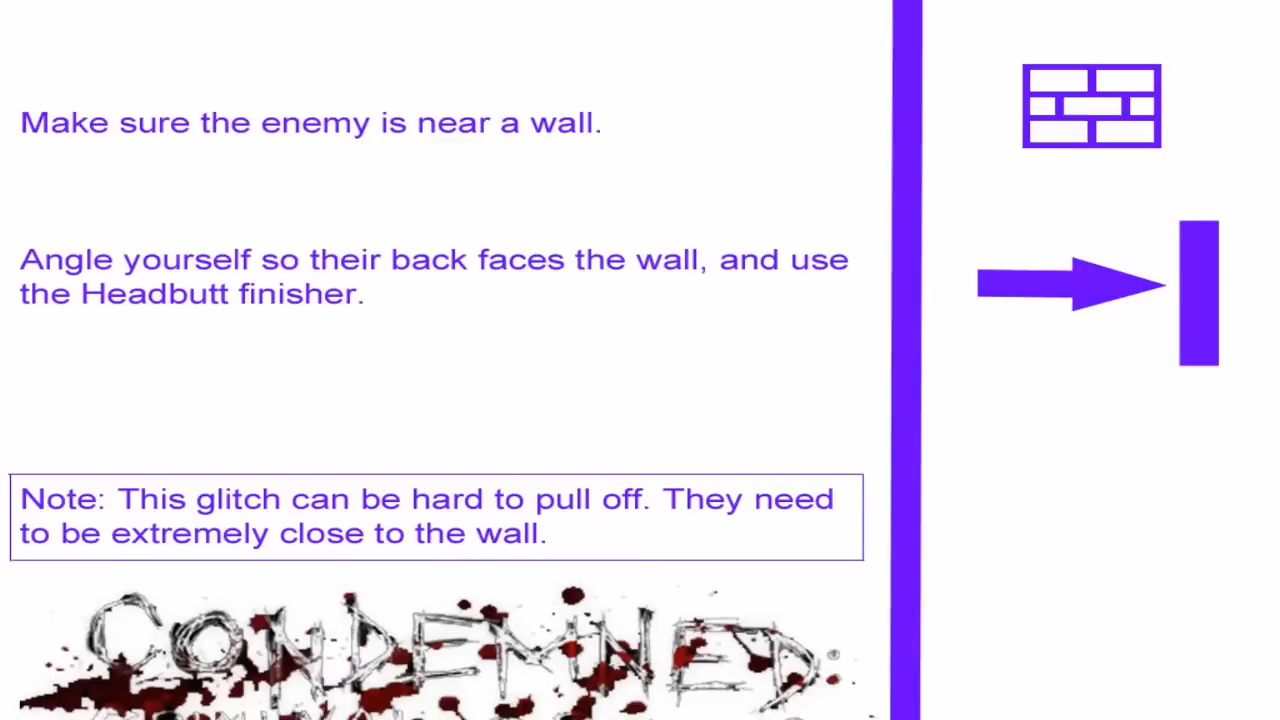 Make sure the enemy is near a wall.
Angle yourself so their back faces the wall, and use
the Headbutt finisher.
Note: This glitch can be hard to pull off. They need
to be extremely close to the wall.
CONDEMNED: